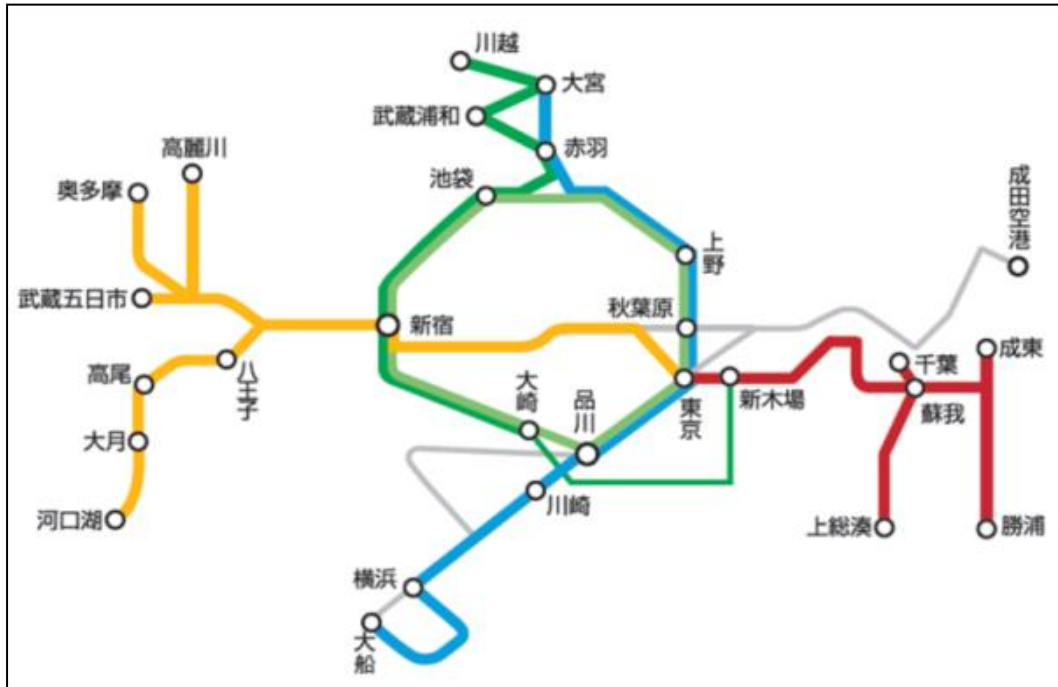 川越
大宮
武蔵浦和
赤羽
高麗川
池袋
奥多摩
成田空港
上野
武蔵五日市
新宿
秋葉原
高尾
八王子
大崎
品川
東京
新木場
千葉
成東
蘇我
大月
川崎
河口湖
上総湊
勝浦
横浜
大船